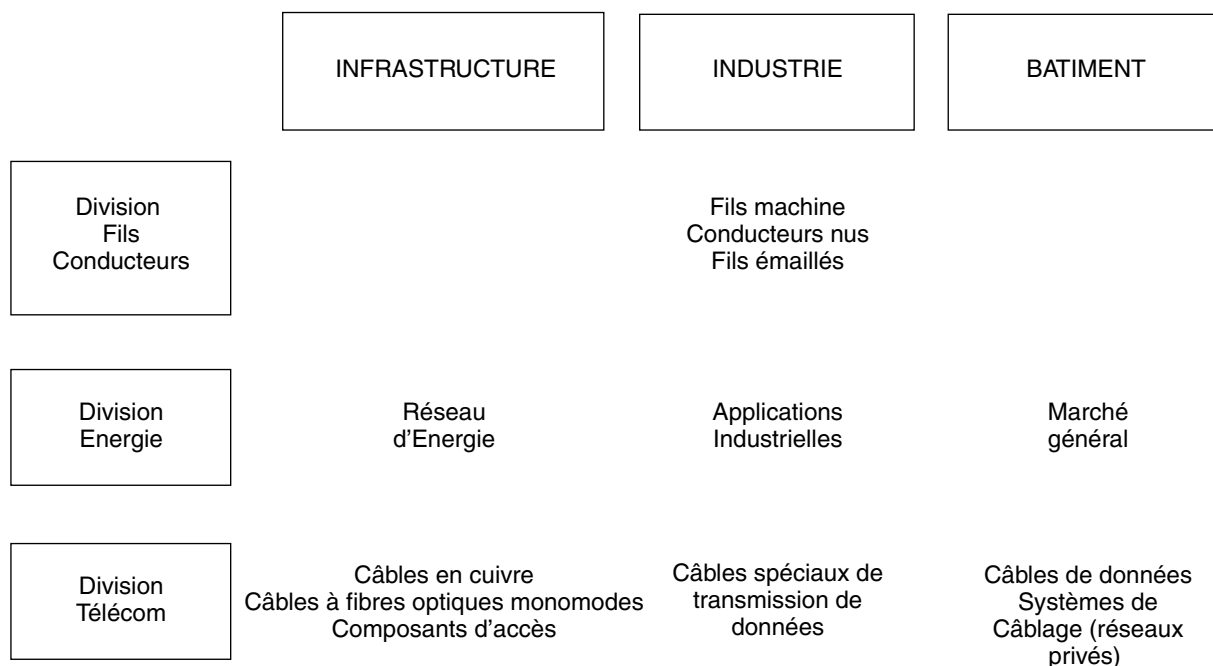 INFRASTRUCTURE
INDUSTRIE
BATIMENT
Division
Fils
Conducteurs
Fils machine
Conducteurs nus
Fils émaillés
Division
Energie
Réseau
d'Energie
Applications
Industrielles
Marché
général
Division
Télécom
Câbles en cuivre
Câbles à fibres optiques monomodes
Composants d'accès
Câbles spéciaux de
transmission de
données
Câbles de données
Systèmes de
Câblage (réseaux
privés)